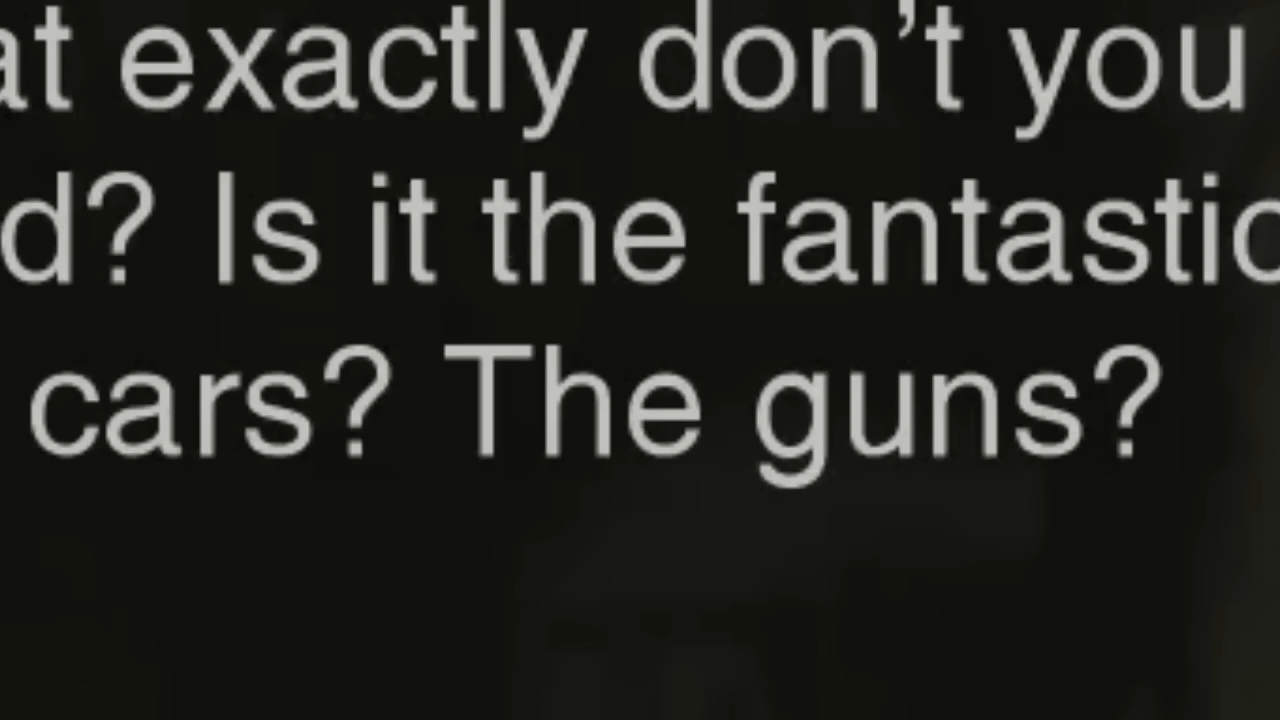 at exactly don’t you
d? Is it the fantastic
cars? The guns?